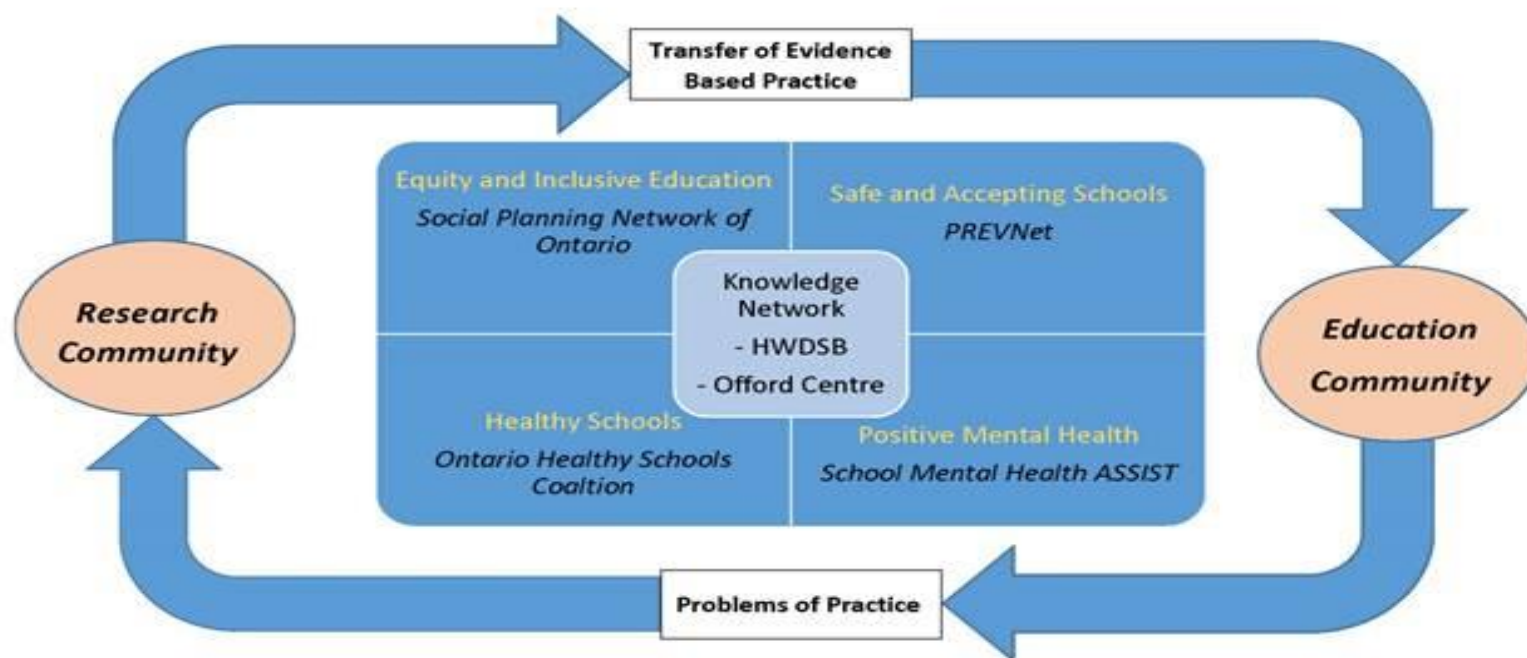 Transfer of Evidence
Based Practice
Equity and Inclusive Education
Social Planning Network of
Ontario
Safe and Accepting Schools
PREVNet
Knowledge
Network
- HWDSB
- Offord Centre
Research
Community
Education
Community
Healthy Schools
Ontario Healthy Schools
Coaltion
Positive Mental Health
School Mental Health ASSIST
Problems of Practice